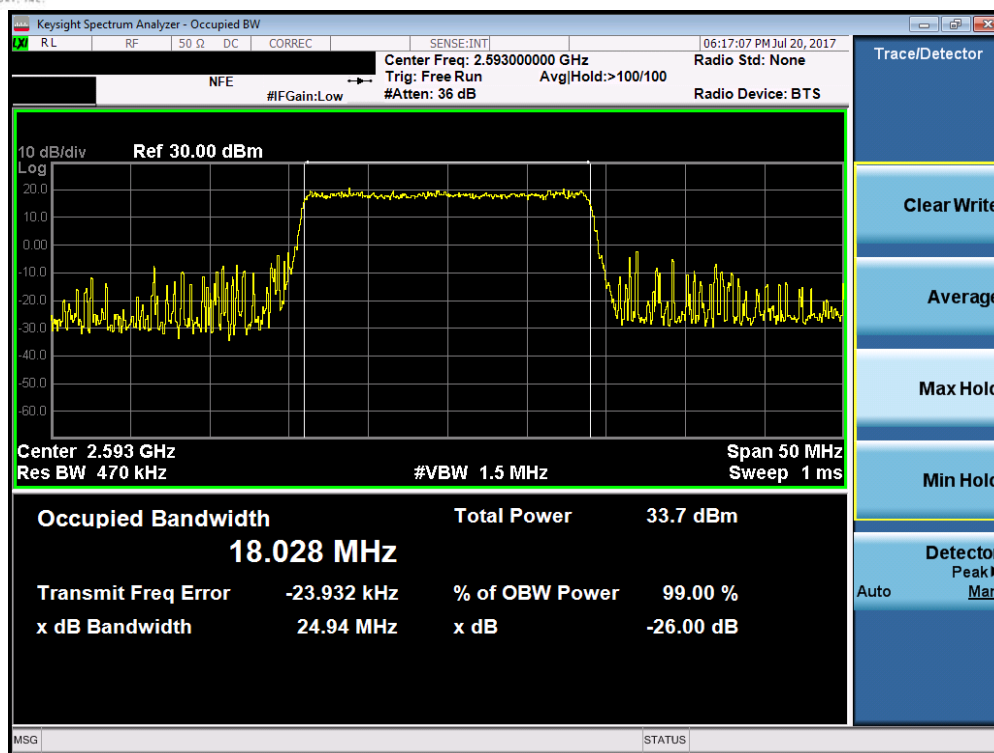 Keysight Spectrum Analyzer - Occupied BW
LXI RL RF 50 Ω DC CORREC SENSE:INT 06:17:07 PM Jul 20, 2017
Center Freq: 2.593000000 GHz Radio Std: None
NFE Trig: Free Run Avg|Hold:>100/100
#IFGain:Low #Atten: 36 dB Radio Device: BTS
Trace/Detector
10 dB/div Ref 30.00 dBm
Log
20.0
10.0
0.00
-10.0
-20.0
-30.0
-40.0
-50.0
-60.0
Center 2.593 GHz Span 50 MHz
Res BW 470 kHz #VBW 1.5 MHz Sweep 1 ms
Occupied Bandwidth Total Power 33.7 dBm
18.028 MHz
Transmit Freq Error -23.932 kHz % of OBW Power 99.00 %
x dB Bandwidth 24.94 MHz x dB -26.00 dB
Clear Write
Average
Max Hold
Min Hold
Detector
Peak
Auto Man
MSG STATUS